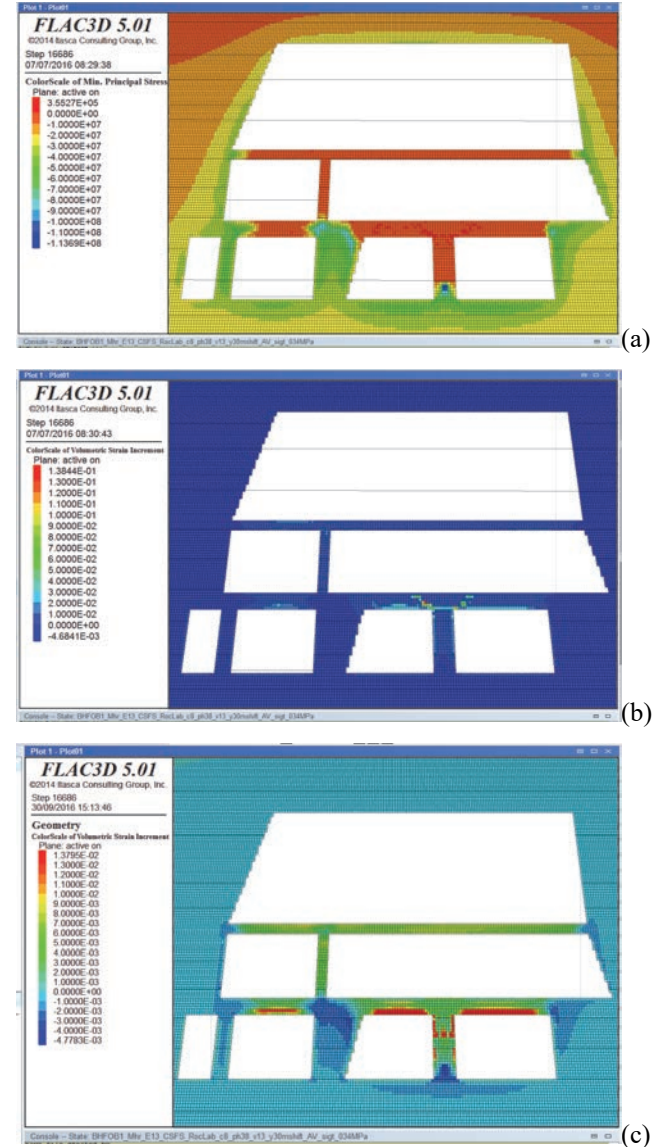 Plot 1 - Plot01
FLAC3D 5.01
©2014 Itasca Consulting Group, Inc.
Step 16686
07/07/2016 08:29:38
ColorScale of Min. Principal Stress
Plane: active on
3.5527E+05
0.0000E+00
-1.0000E+07
-2.0000E+07
-3.0000E+07
-4.0000E+07
-5.0000E+07
-6.0000E+07
-7.0000E+07
-8.0000E+07
-9.0000E+07
-1.0000E+08
-1.1000E+08
-1.1369E+08
Console -- State: BHFOB1_Mhr_E13_CSFS_RocLab_c8_ph38_v13_y30mshift_AV_sigt_034MPa
(a)
Plot 1 - Plot01
FLAC3D 5.01
©2014 Itasca Consulting Group, Inc.
Step 16686
07/07/2016 08:30:43
ColorScale of Volumetric Strain Increment
Plane: active on
1.3844E-01
1.3000E-01
1.2000E-01
1.1000E-01
1.0000E-01
9.0000E-02
8.0000E-02
7.0000E-02
6.0000E-02
5.0000E-02
4.0000E-02
3.0000E-02
2.0000E-02
1.0000E-02
0.0000E+00
-4.6841E-03
Console -- State: BHFOB1_Mhr_E13_CSFS_RocLab_c8_ph38_v13_y30mshift_AV_sigt_034MPa
(b)
Plot 1 - Plot01
FLAC3D 5.01
©2014 Itasca Consulting Group, Inc.
Step 16686
30/09/2016 15:13:46
Geometry
ColorScale of Volumetric Strain Increment
Plane: active on
1.3795E-02
1.3000E-02
1.2000E-02
1.1000E-02
1.0000E-02
9.0000E-03
8.0000E-03
7.0000E-03
6.0000E-03
5.0000E-03
4.0000E-03
3.0000E-03
2.0000E-03
1.0000E-03
0.0000E+00
-1.0000E-03
-2.0000E-03
-3.0000E-03
-4.0000E-03
-4.7783E-03
Console -- State: BHFOB1_Mhr_E13_CSFS_RocLab_c8_ph38_v13_y30mshift_AV_sigt_034MPa
(c)